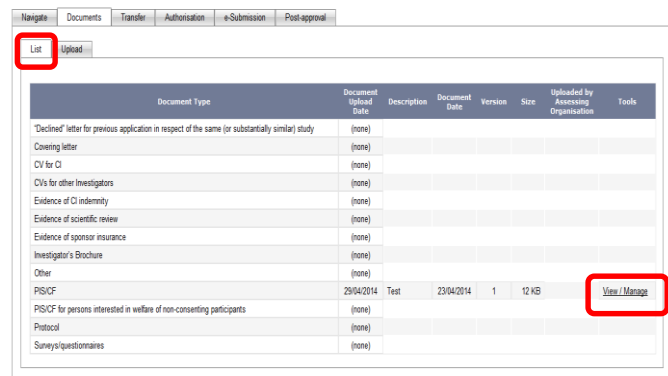 Navigate Documents Transfer Authorisation e-Submission Post-approval
List Upload
Document Type Document Upload Date Description Document Date Version Size Uploaded by Assessing Organisation Tools
"Declined" letter for previous application in respect of the same (or substantially similar) study (none)
Covering letter (none)
CV for CI (none)
CVs for other Investigators (none)
Evidence of CI indemnity (none)
Evidence of scientific review (none)
Evidence of sponsor insurance (none)
Investigator's Brochure (none)
Other (none)
PIS/CF 29/04/2014 Test 23/04/2014 1 12 KB View / Manage
PIS/CF for persons interested in welfare of non-consenting participants (none)
Protocol (none)
Surveys/questionnaires (none)